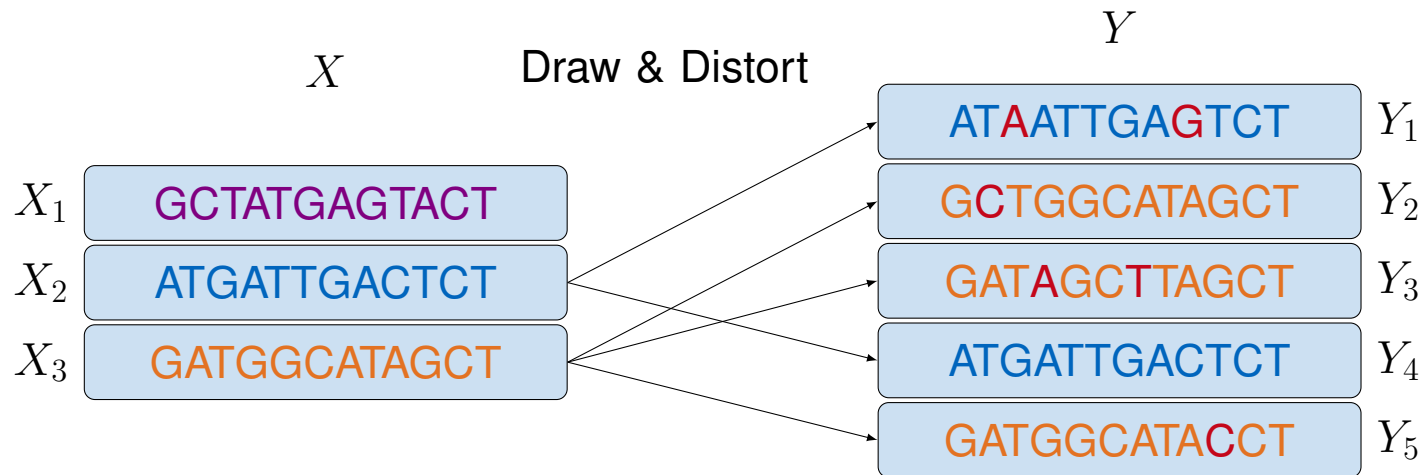 X
Draw & Distort
Y
X₁ GCTATGAGTACT
X₂ ATGATTGACTCT
X₃ GATGGCATAGCT
ATAATTGAGTCT Y₁
GCTGGCATAGCT Y₂
GATAGCTTAGCT Y₃
ATGATTGACTCT Y₄
GATGGCATACCT Y₅